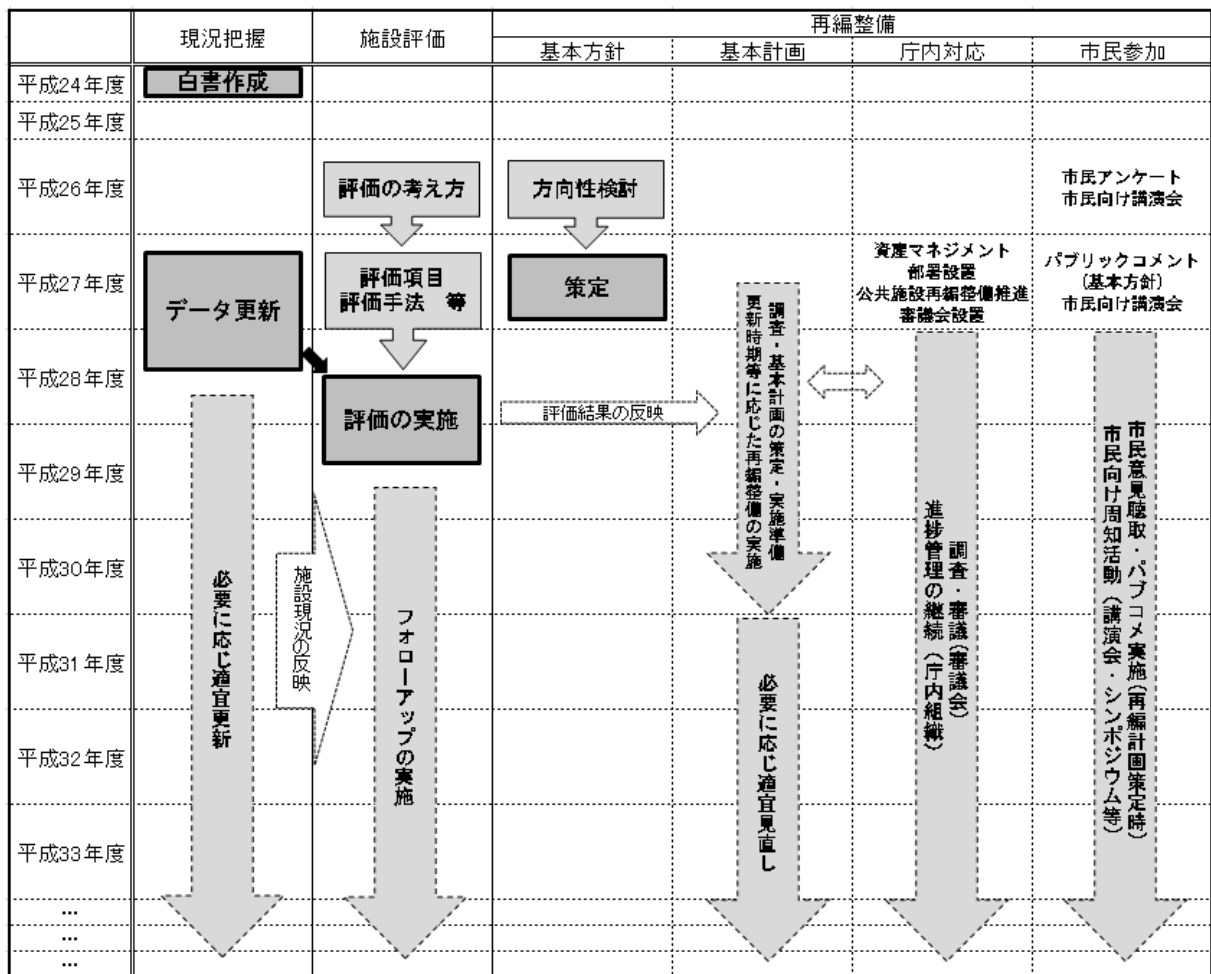 再編整備
現況把握
施設評価
基本方針
基本計画
庁内対応
市民参加
平成24年度
白書作成
平成25年度
平成26年度
評価の考え方
方向性検討
市民アンケート
市民向け講演会
平成27年度
データ更新
評価項目
評価手法 等
策定
資産マネジメント
部署設置
公共施設再編整備推進
審議会設置
パブリックコメント
(基本方針)
市民向け講演会
調査・基本計画の策定・実施準備
更新時期等に応じた再編整備の実施
平成28年度
評価の実施
評価結果の反映
平成29年度
平成30年度
必要に応じ適宜更新
施設現況の反映
フォローアップの実施
調査・審議(審議会)
進捗管理の継続(庁内組織)
市民意見聴取・パブコメ実施(再編計画策定時)
市民向け周知活動(講演会・シンポジウム等)
平成31年度
必要に応じ適宜見直し
平成32年度
平成33年度
…
…
…